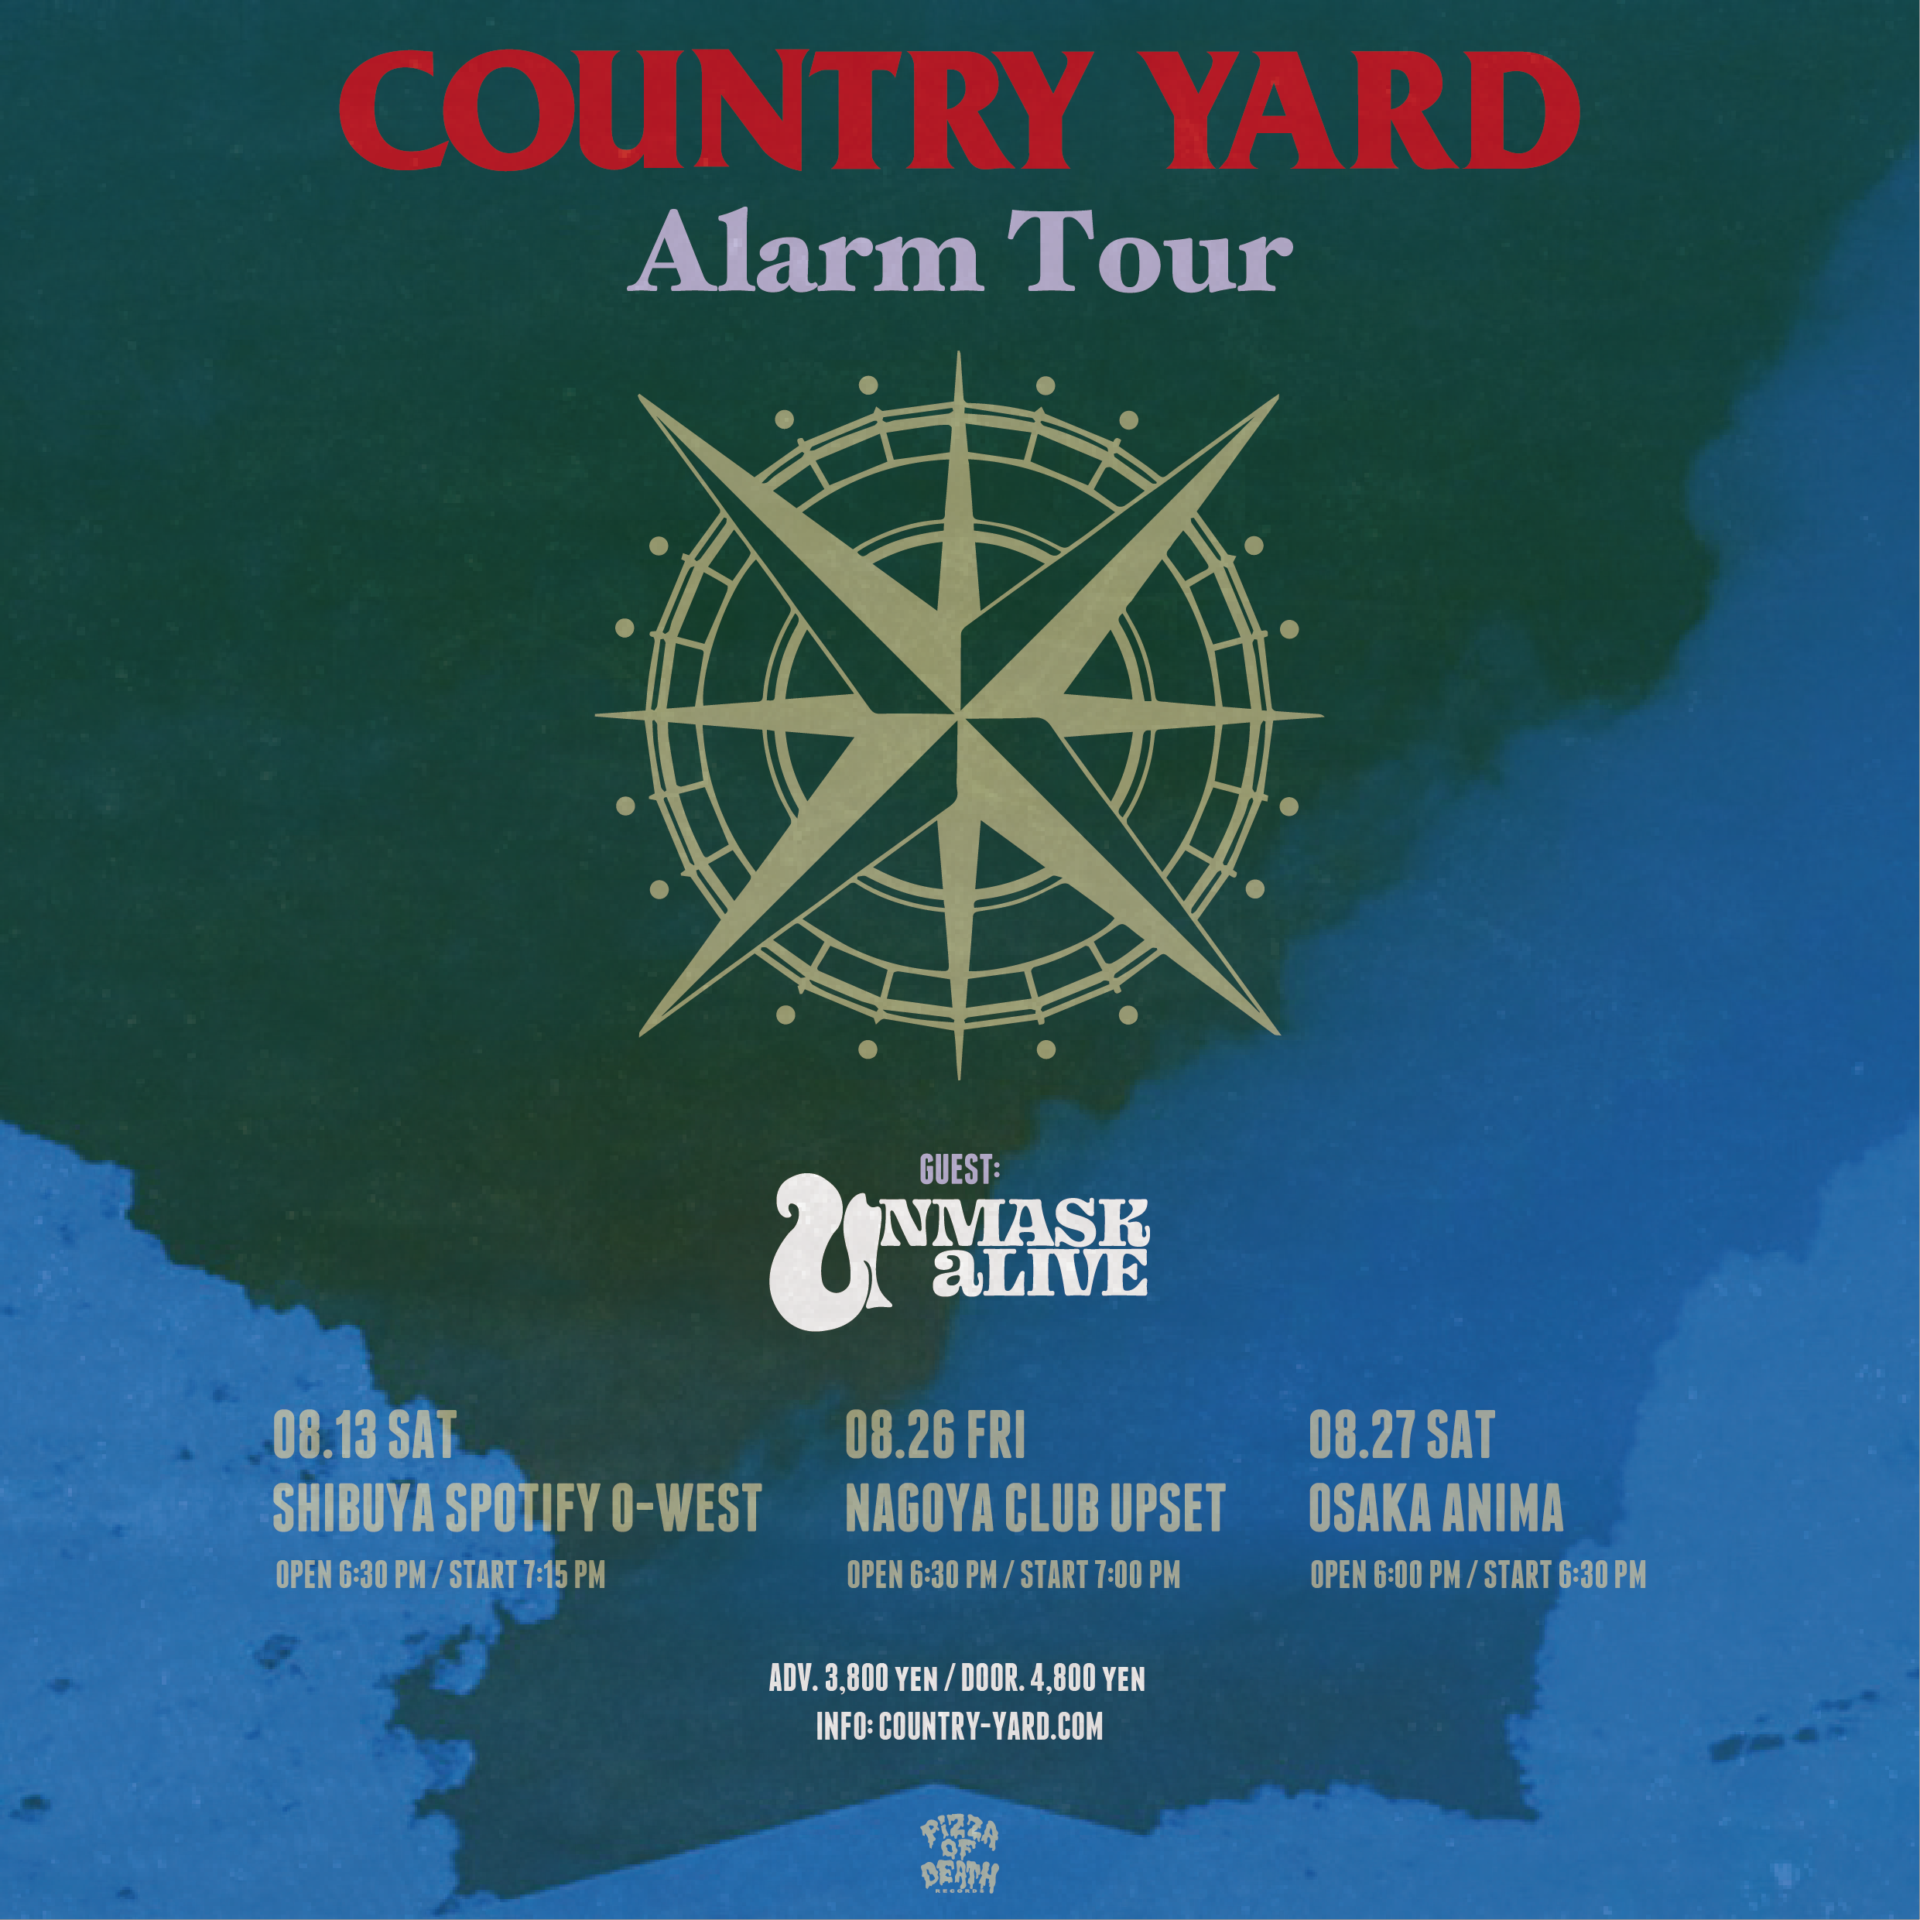 COUNTRY YARD
Alarm Tour
GUEST:
UNMASK
aLIVE
08.13 SAT
SHIBUYA SPOTIFY O-WEST
OPEN 6:30 PM / START 7:15 PM
08.26 FRI
NAGOYA CLUB UPSET
OPEN 6:30 PM / START 7:00 PM
08.27 SAT
OSAKA ANIMA
OPEN 6:00 PM / START 6:30 PM
ADV. 3,800 YEN / DOOR. 4,800 YEN
INFO: COUNTRY-YARD.COM
PIZZA
OF
DEATH
RECORDS